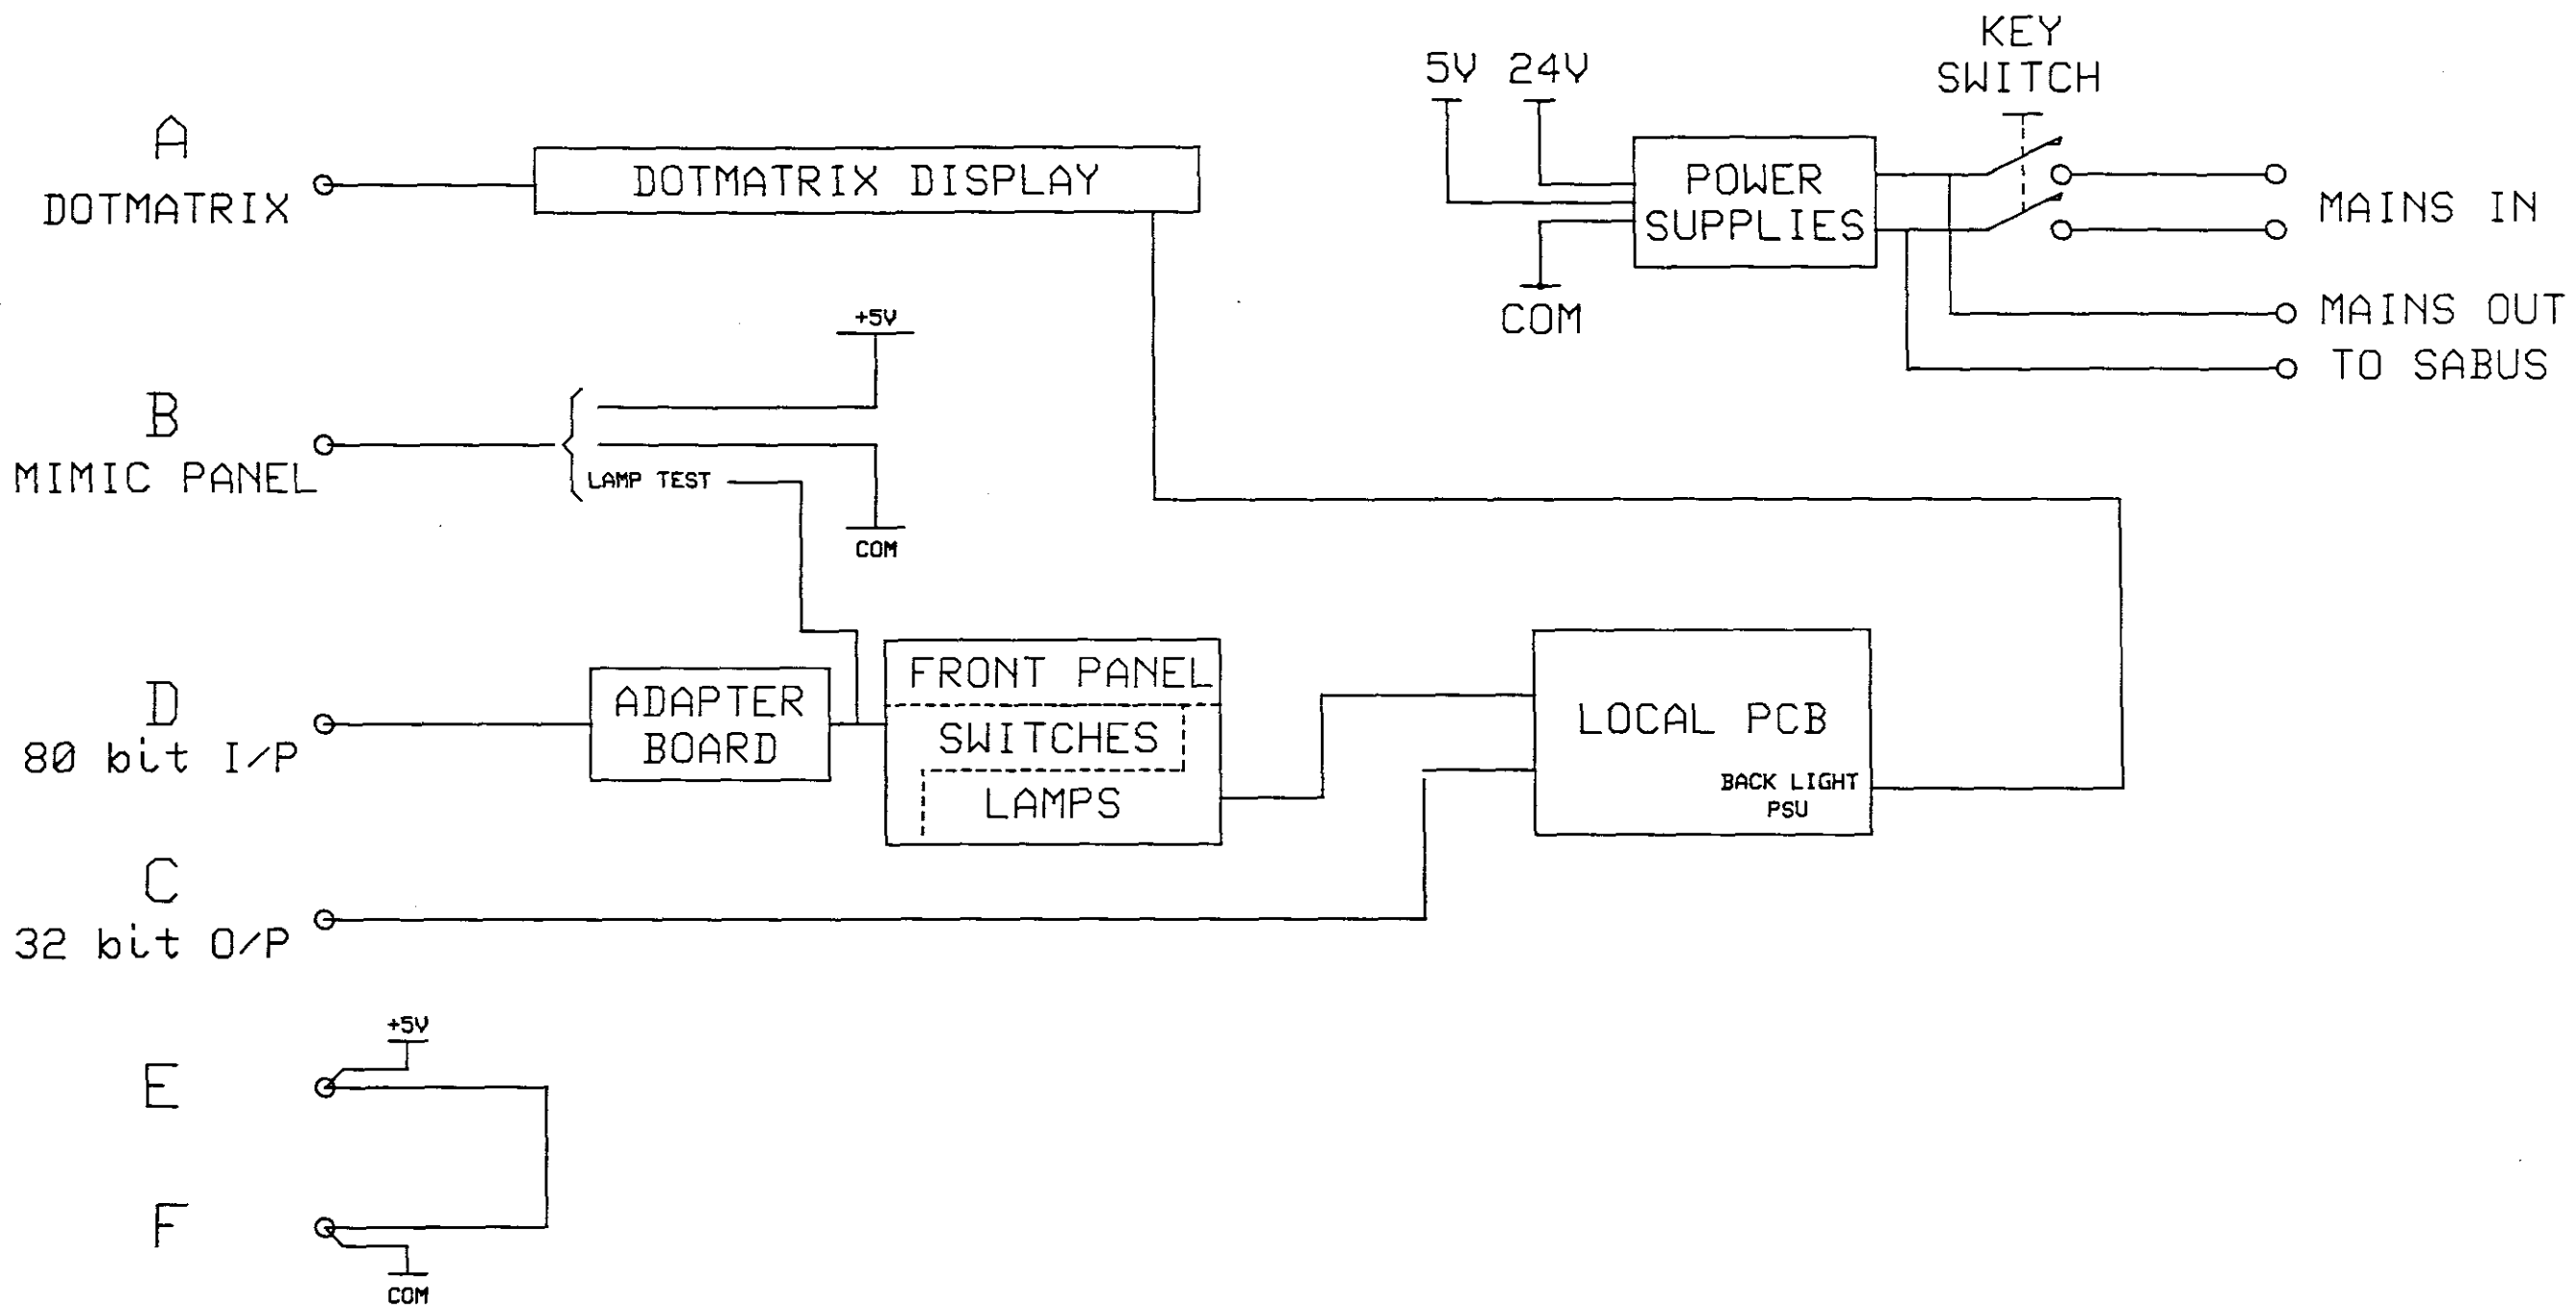 KEY
SWITCH
5V 24V
A
DOTMATRIX
DOTMATRIX DISPLAY
POWER
SUPPLIES
MAINS IN
COM
MAINS OUT
TO SABUS
+5V
B
MIMIC PANEL
LAMP TEST
COM
D
80 bit I/P
ADAPTER
BOARD
FRONT PANEL
SWITCHES
LAMPS
LOCAL PCB
BACK LIGHT
PSU
C
32 bit O/P
+5V
E
F
COM